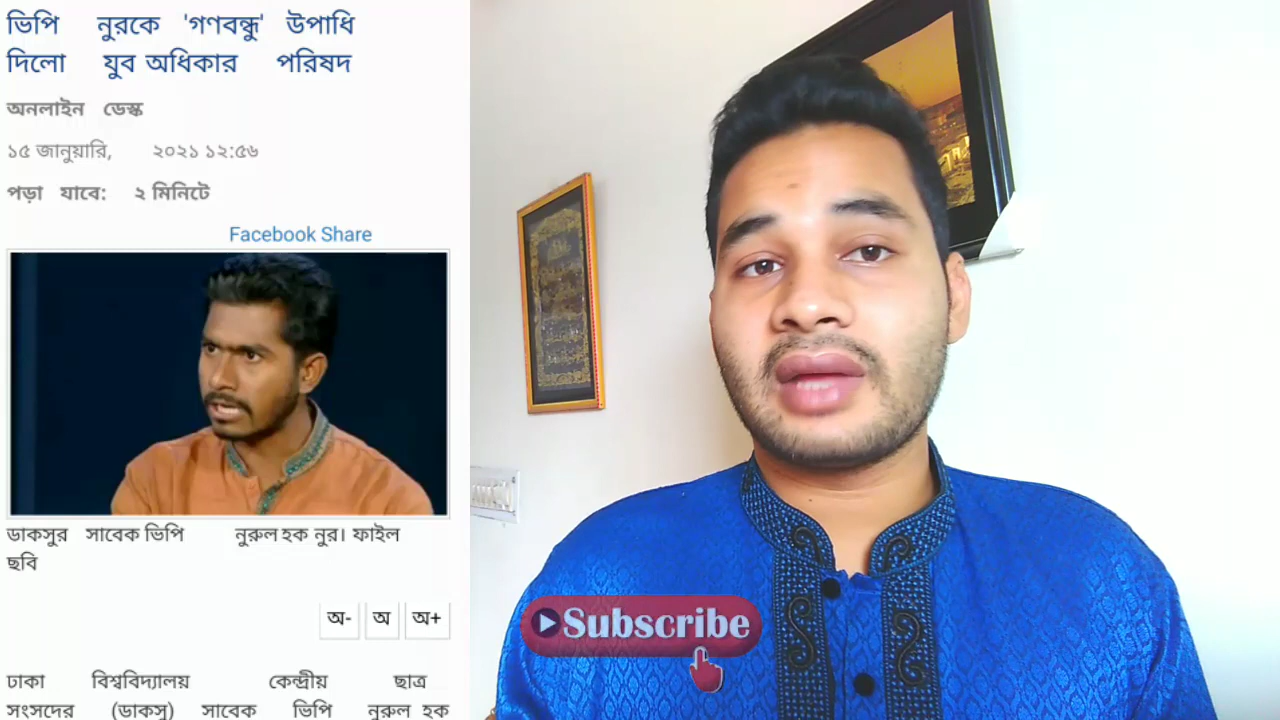 ভিপি নুরকে 'গণবন্ধু' উপাধি
দিলো যুব অধিকার পরিষদ
অনলাইন ডেস্ক
১৫ জানুয়ারি, ২০২১ ১২:৫৬
পড়া যাবে: ২ মিনিটে
Facebook Share
ডাকসুর সাবেক ভিপি নুরুল হক নুর। ফাইল
ছবি
অ- অ অ+
ঢাকা বিশ্ববিদ্যালয় কেন্দ্রীয় ছাত্র
সংসদের (ডাকসু) সাবেক ভিপি নুরুল হক
Subscribe